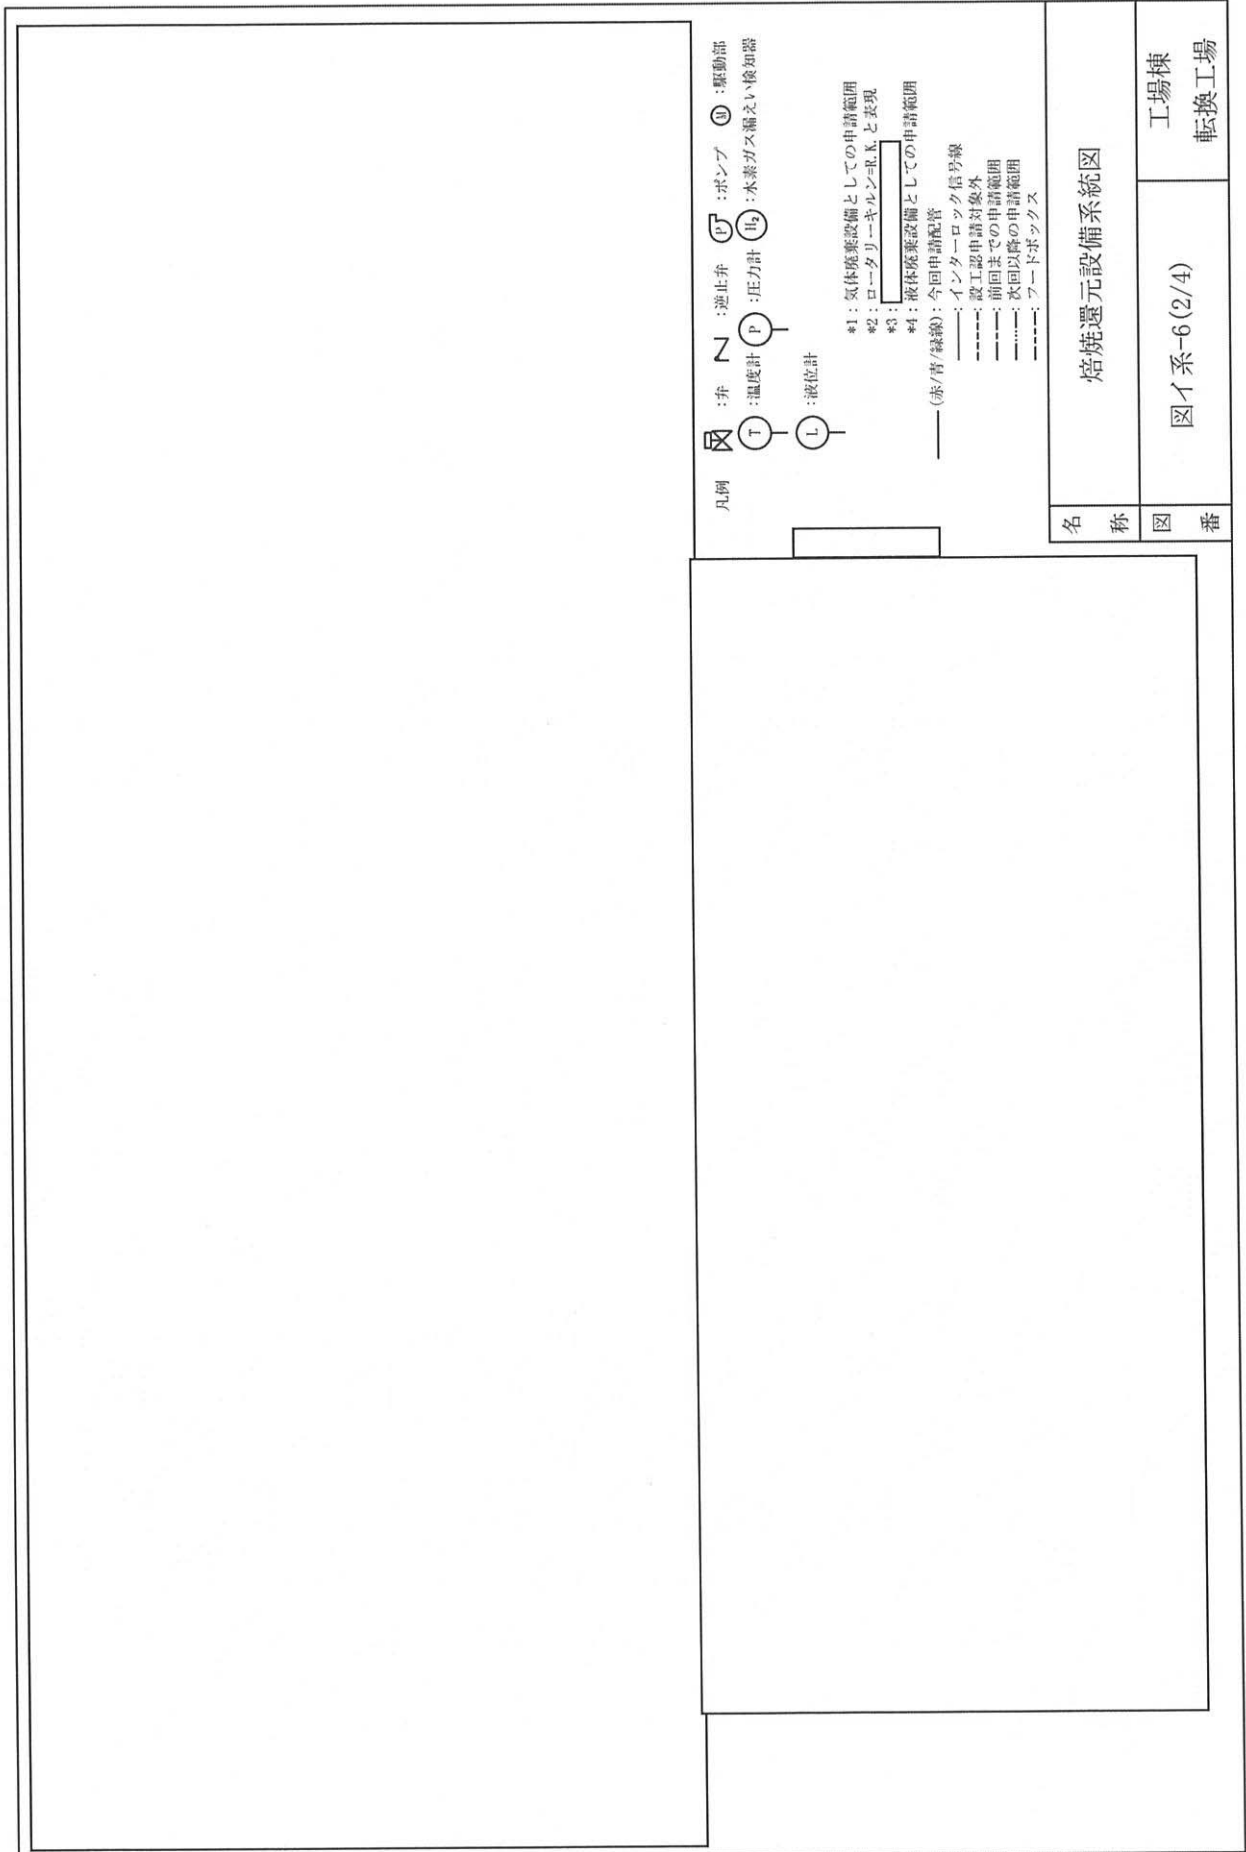 凡例
:弁 :逆止弁 P :ポンプ M :駆動部
T :温度計 P :圧力計 H₂ :水素ガス漏えい検知器
L :液位計
*1：気体廃棄設備としての申請範囲
*2：ロータリーキルン=R.K.と表現
*3：
*4：液体廃棄設備としての申請範囲
(赤/青/緑線)：今回申請配管
：インターロック信号線
：設工認申請対象外
：前回までの申請範囲
：次回以降の申請範囲
：フードボックス
名称 焙焼還元設備系統図
図番 図イ系-6(2/4) 工場棟
転換工場